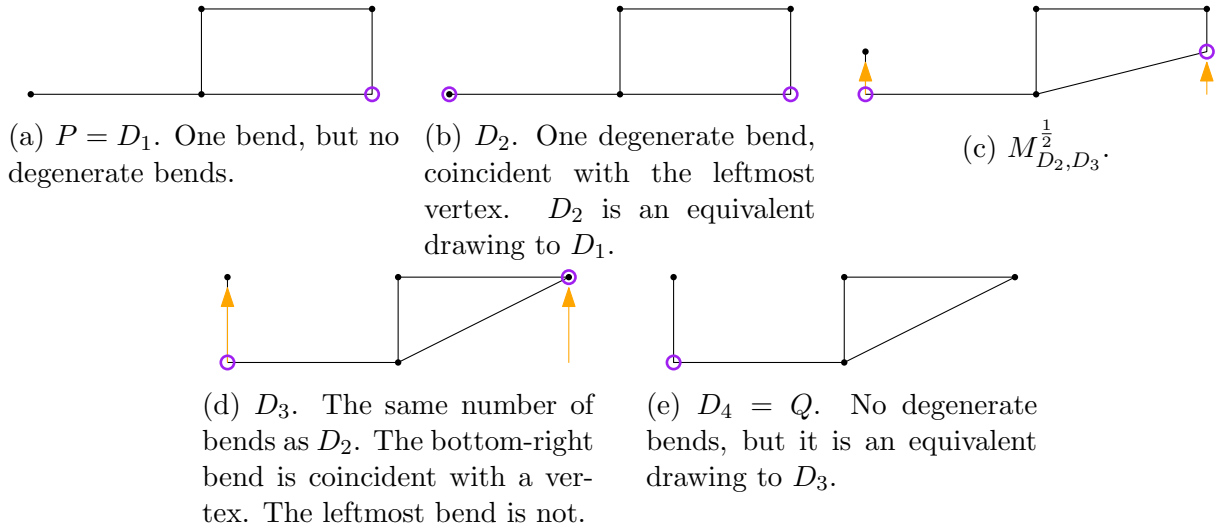 (a) P = D₁. One bend, but no
degenerate bends.
(b) D₂. One degenerate bend,
coincident with the leftmost
vertex. D₂ is an equivalent
drawing to D₁.
(c) M^{1/2}_{D₂,D₃}.
(d) D₃. The same number of
bends as D₂. The bottom-right
bend is coincident with a ver-
tex. The leftmost bend is not.
(e) D₄ = Q. No degenerate
bends, but it is an equivalent
drawing to D₃.